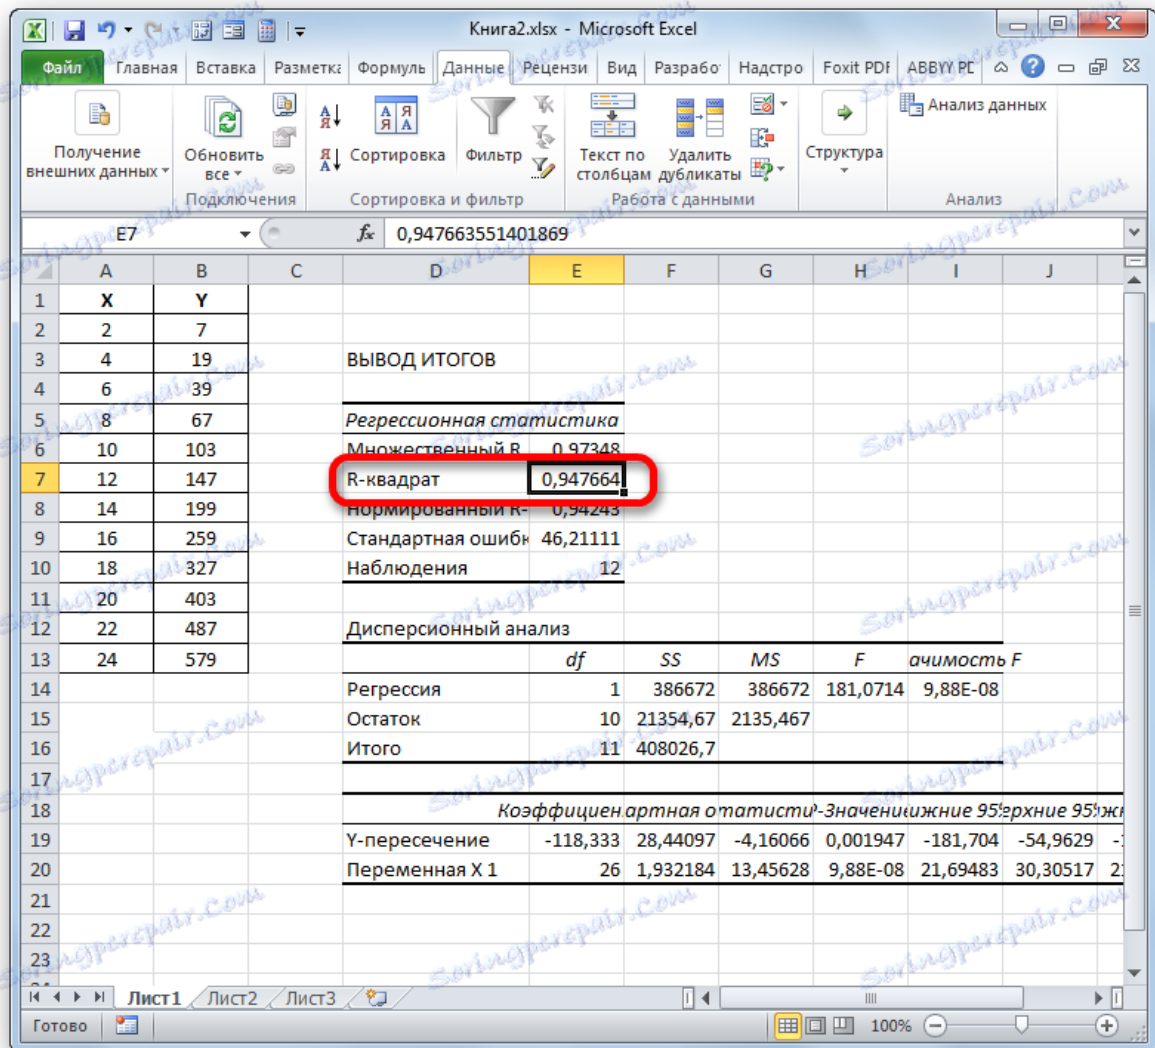 Книга2.xlsx - Microsoft Excel
Файл Главная Вставка Разметка Формуль Данные Рецензи Вид Разрабо Надстро Foxit PDF ABBYY PD
Анализ данных
Получение внешних данных
Обновить все
Сортировка
Фильтр
Текст по столбцам
Удалить дубликаты
Структура
Подключения Сортировка и фильтр Работа с данными Анализ
E7 fx 0,947663551401869
A B C D E F G H I J
1 X Y
2 2 7
3 4 19 ВЫВОД ИТОГОВ
4 6 39
5 8 67 Регрессионная статистика
6 10 103 Множественный R 0,97348
7 12 147 R-квадрат 0,947664
8 14 199 Нормированный R- 0,94243
9 16 259 Стандартная ошибк 46,21111
10 18 327 Наблюдения 12
11 20 403
12 22 487 Дисперсионный анализ
13 24 579 df SS MS F ачимость F
14 Регрессия 1 386672 386672 181,0714 9,88E-08
15 Остаток 10 21354,67 2135,467
16 Итого 11 408026,7
17
18 Коэффициен артная о татисти Р-Значени ижние 95% ерхние 95%
19 Y-пересечение -118,333 28,44097 -4,16066 0,001947 -181,704 -54,9629
20 Переменная X 1 26 1,932184 13,45628 9,88E-08 21,69483 30,30517
21
22
23
Лист1 Лист2 Лист3
Готово 100%
Soringpcrepair.Com